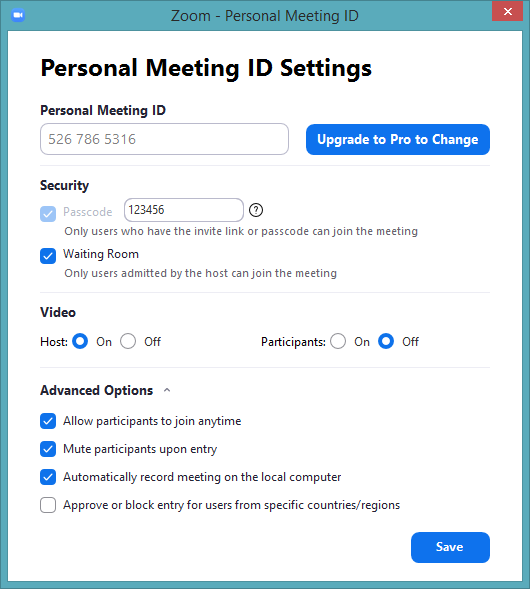 Zoom - Personal Meeting ID
Personal Meeting ID Settings
Personal Meeting ID
526 786 5316 Upgrade to Pro to Change
Security
Passcode 123456 ?
Only users who have the invite link or passcode can join the meeting
Waiting Room
Only users admitted by the host can join the meeting
Video
Host: On Off Participants: On Off
Advanced Options
Allow participants to join anytime
Mute participants upon entry
Automatically record meeting on the local computer
Approve or block entry for users from specific countries/regions
Save